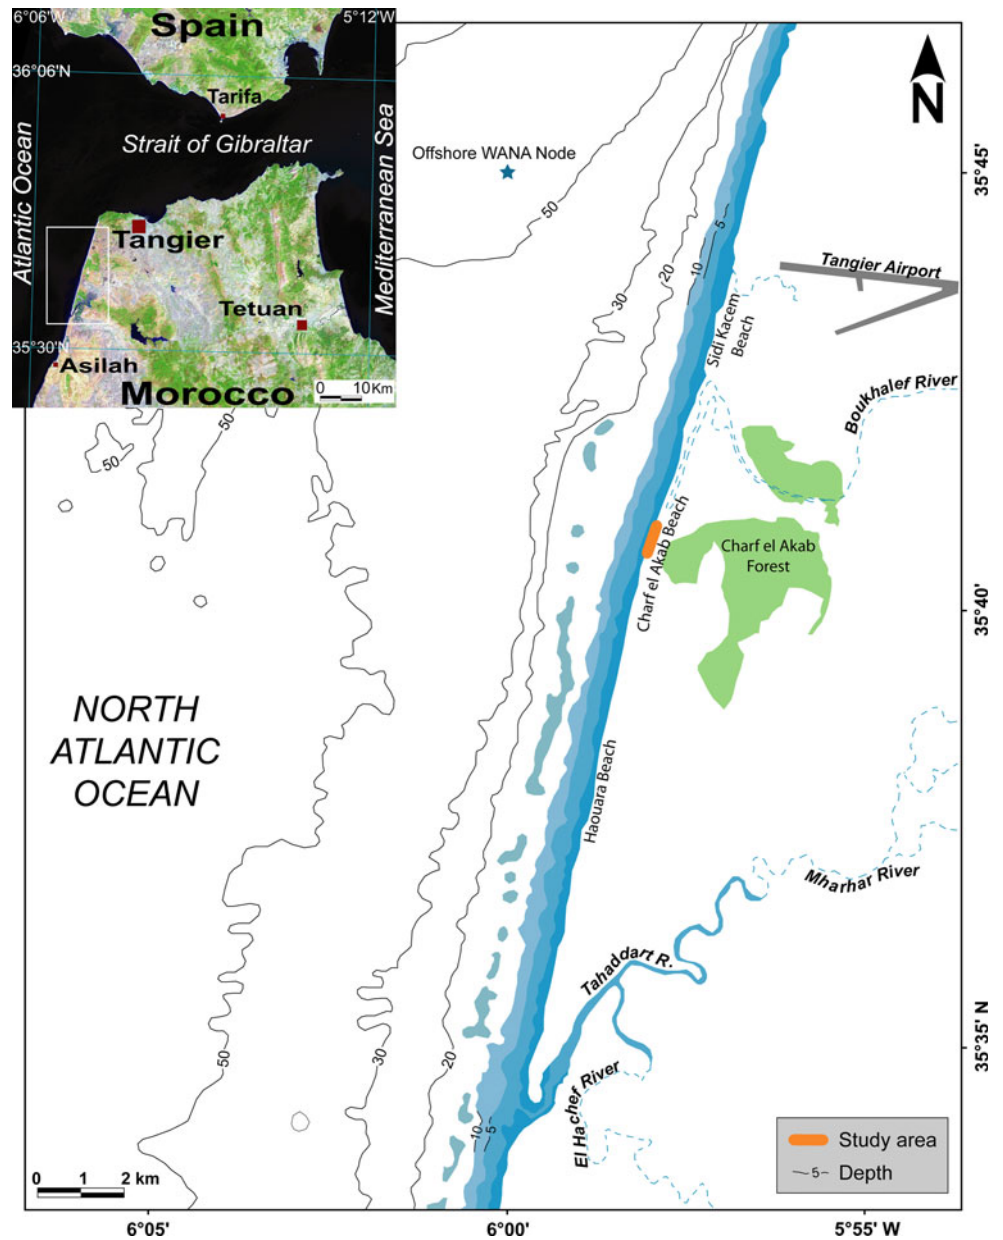 6°06'W
5°12'W
Spain
36°06'N
Tarifa
Strait of Gibraltar
Atlantic Ocean
Mediterranean Sea
Tangier
Tetuan
35°30'N
Asilah
Morocco
0 10Km
N
Offshore WANA Node
50
30
20
10
5
35°45'
Tangier Airport
Sidi Kacem
Beach
Boukhalef River
50
50
Charf el Akab Beach
Charf el Akab
Forest
35°40'
NORTH
ATLANTIC
OCEAN
Haouara Beach
Mharhar River
Tahaddart R.
El Hachef River
50
30
20
10
5
35°35' N
0 1 2 km
Study area
5 Depth
6°05'
6°00'
5°55' W